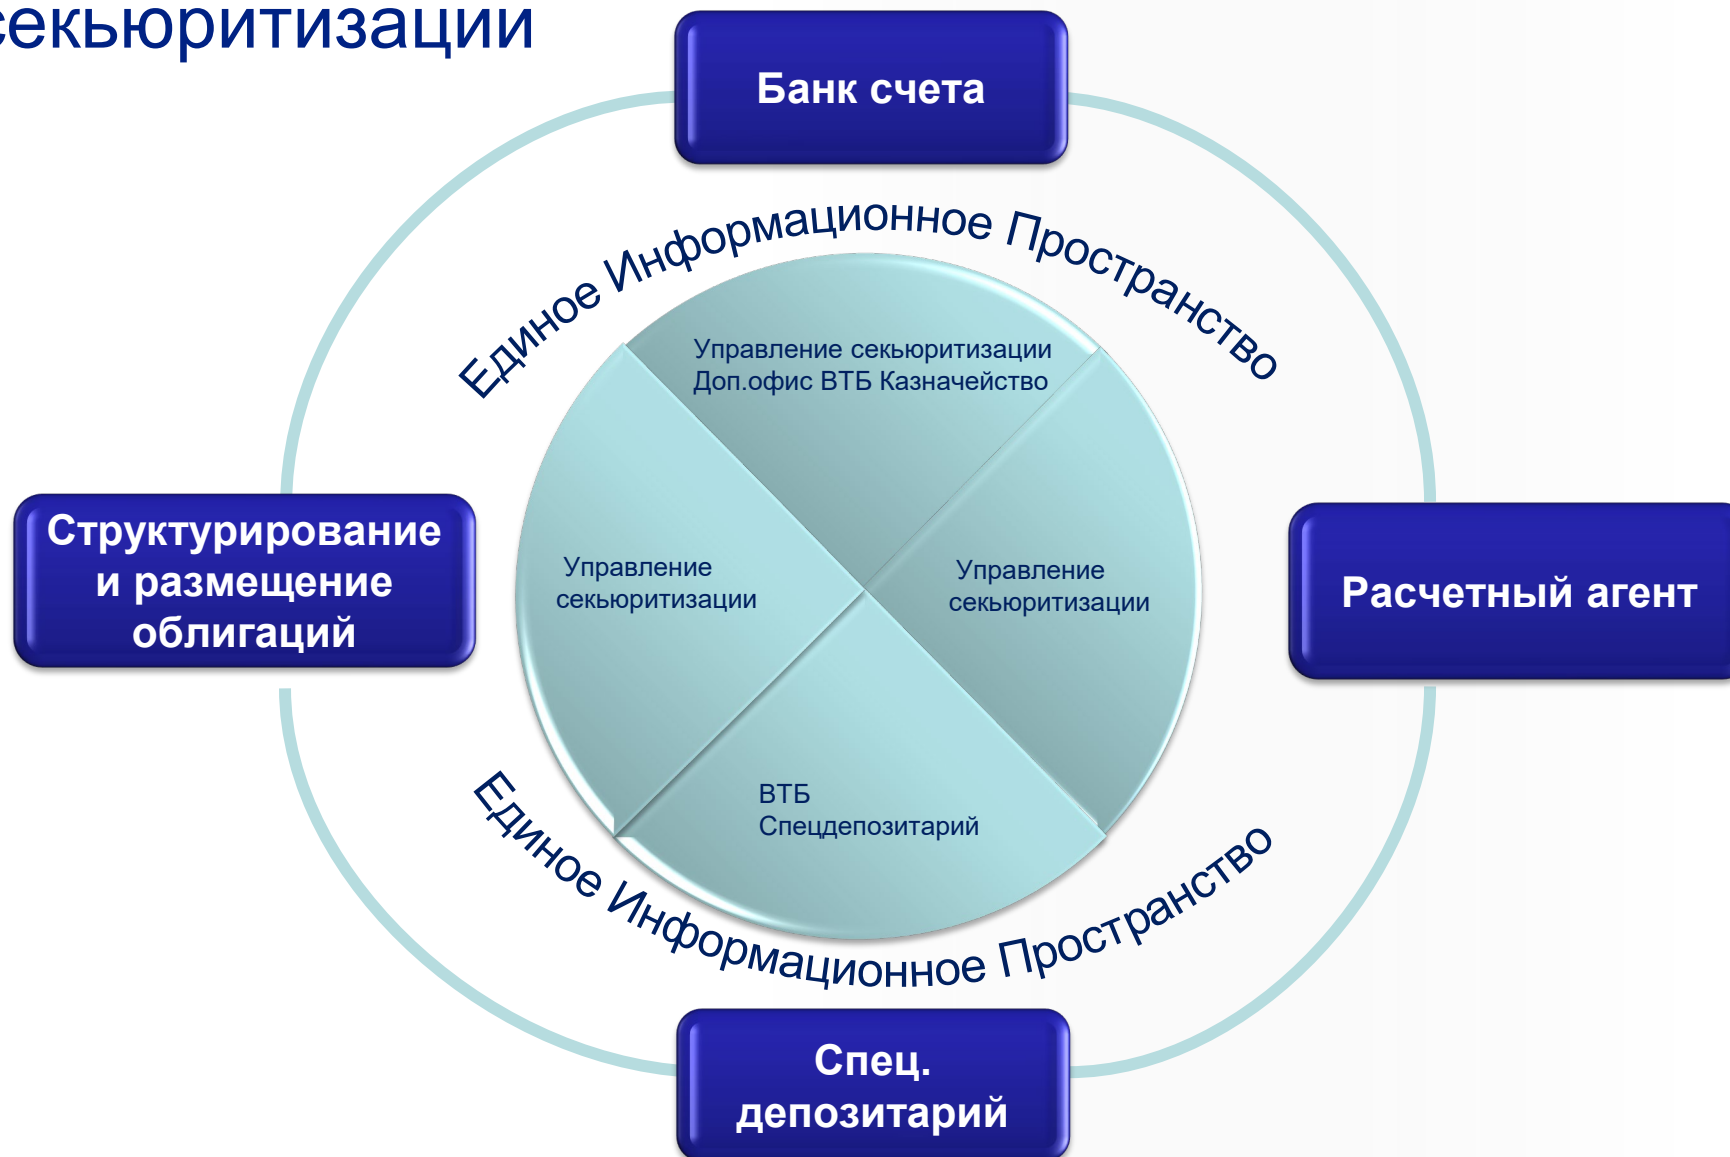 секьюритизации
Банк счета
Единое Информационное Пространство
Управление секьюритизации
Доп.офис ВТБ Казначейство
Структурирование
и размещение
облигаций
Управление
секьюритизации
Управление
секьюритизации
Расчетный агент
ВТБ
Спецдепозитарий
Единое Информационное Пространство
Спец.
депозитарий